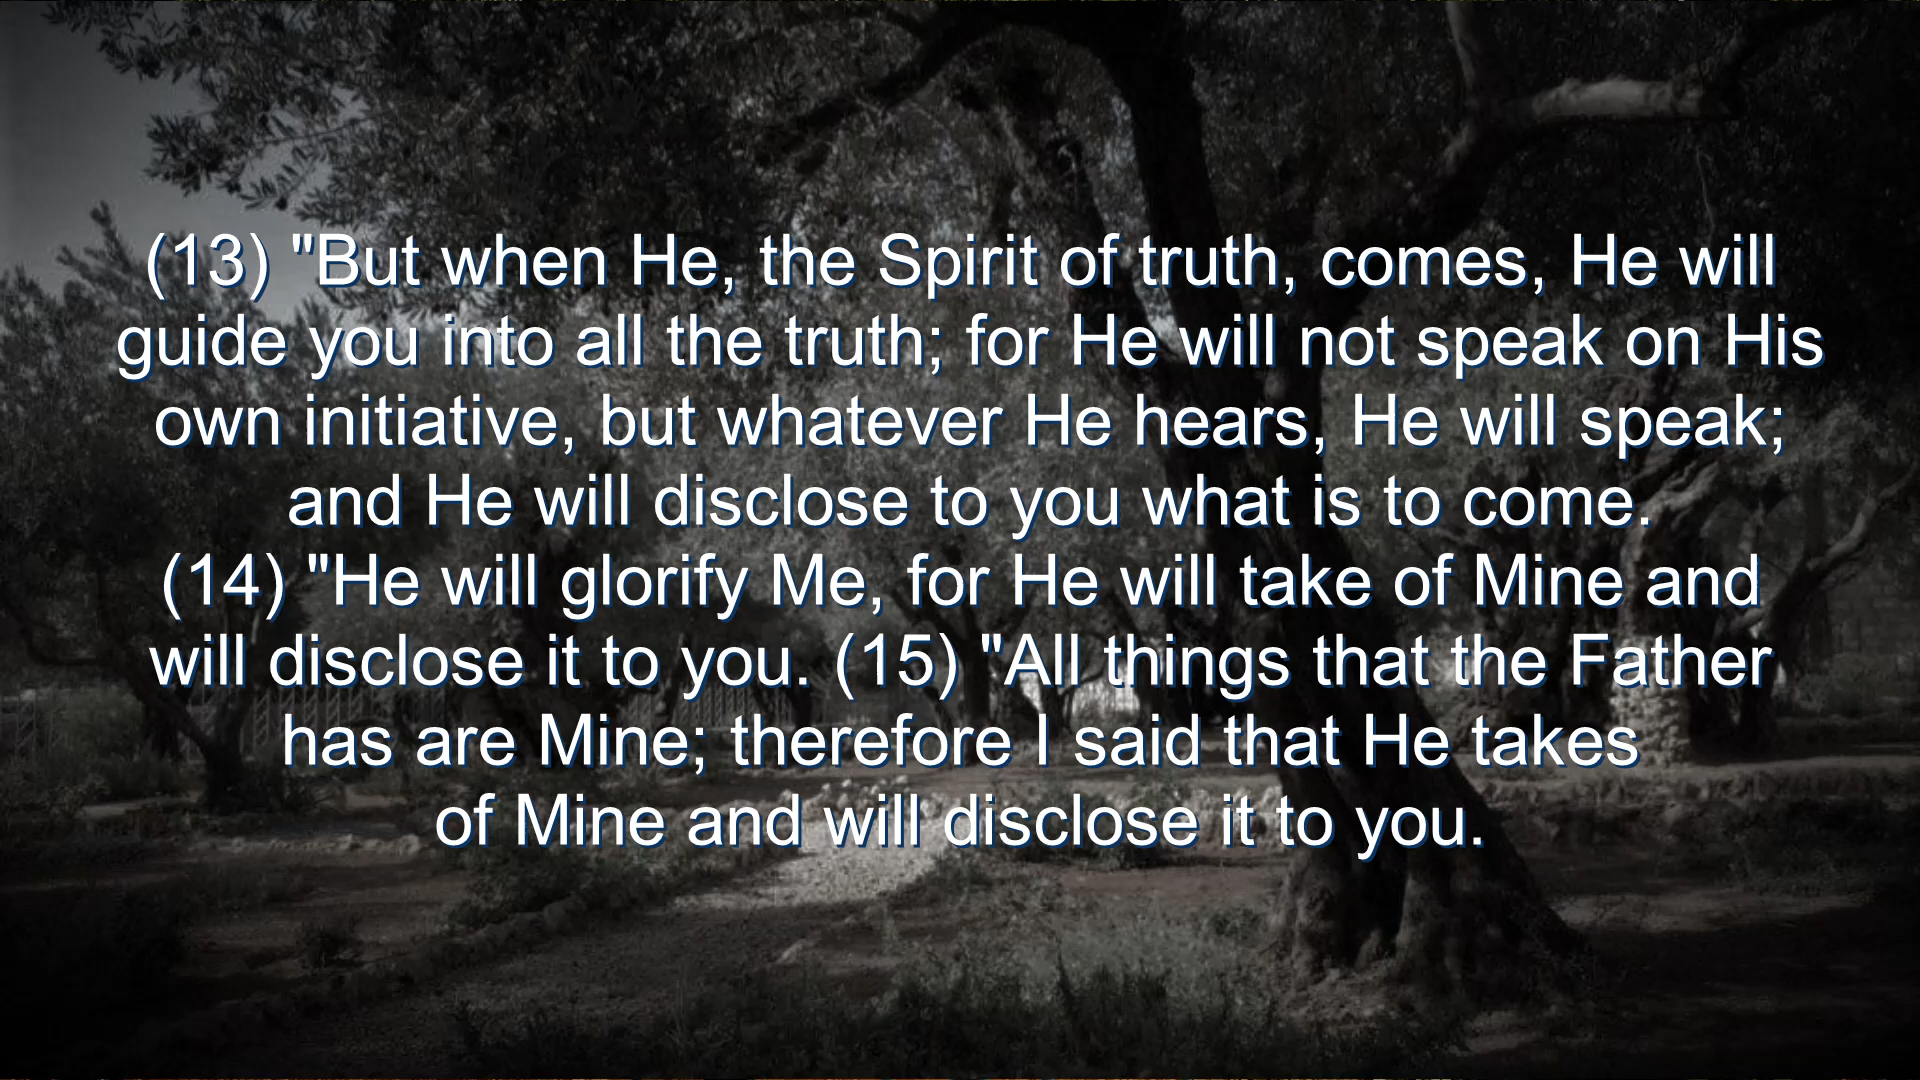 (13) "But when He, the Spirit of truth, comes, He will
guide you into all the truth; for He will not speak on His
own initiative, but whatever He hears, He will speak;
and He will disclose to you what is to come.
(14) "He will glorify Me, for He will take of Mine and
will disclose it to you. (15) "All things that the Father
has are Mine; therefore I said that He takes
of Mine and will disclose it to you.